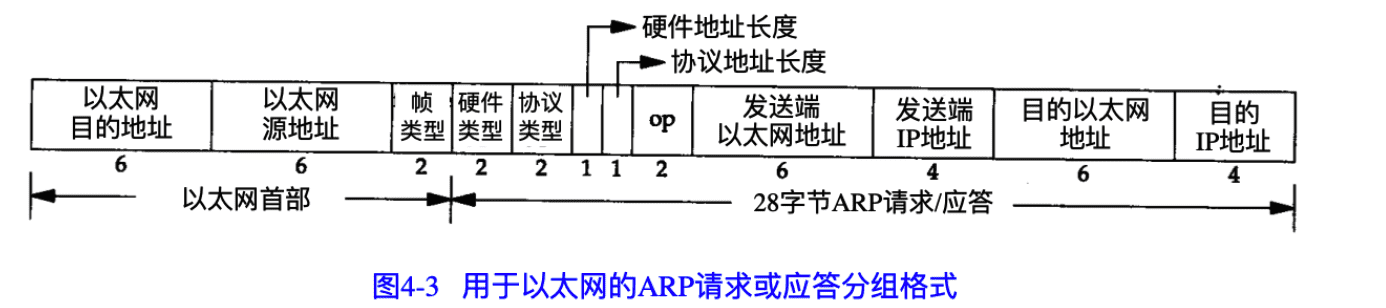 硬件地址长度
协议地址长度
以太网
目的地址
以太网
源地址
帧
类型
硬件
类型
协议
类型
op
发送端
以太网地址
发送端
IP地址
目的以太网
地址
目的
IP地址
6 6 2 2 2 1 1 2 6 4 6 4
以太网首部
28字节ARP请求/应答
图4-3 用于以太网的ARP请求或应答分组格式